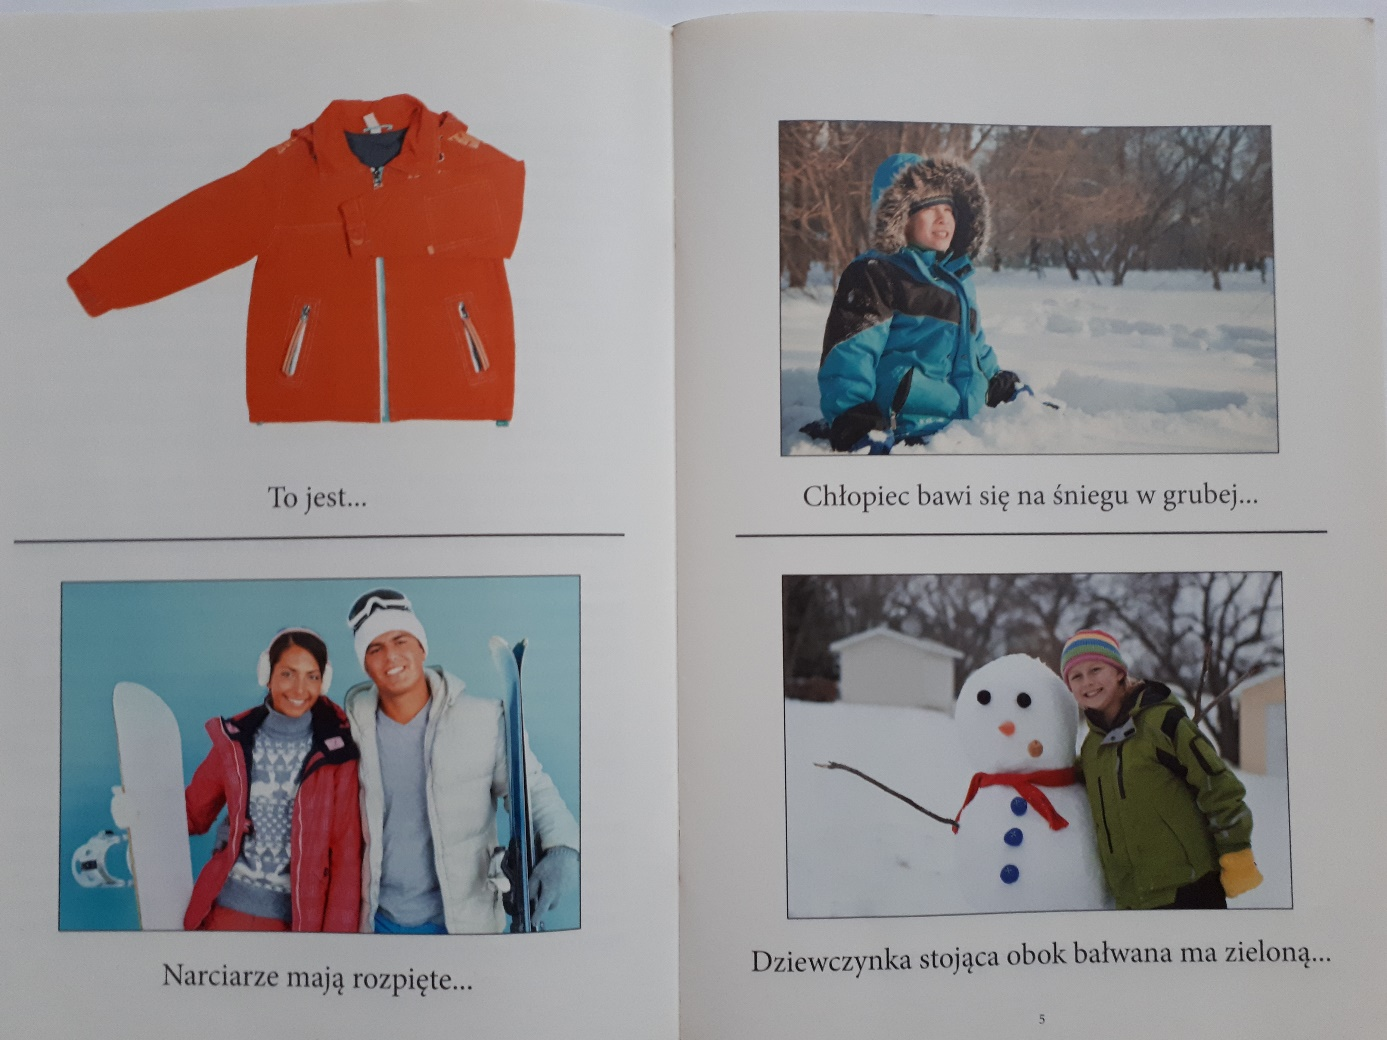 To jest...
Narciarze mają rozpięte...
Chłopiec bawi się na śniegu w grubej...
Dziewczynka stojąca obok bałwana ma zieloną...
5